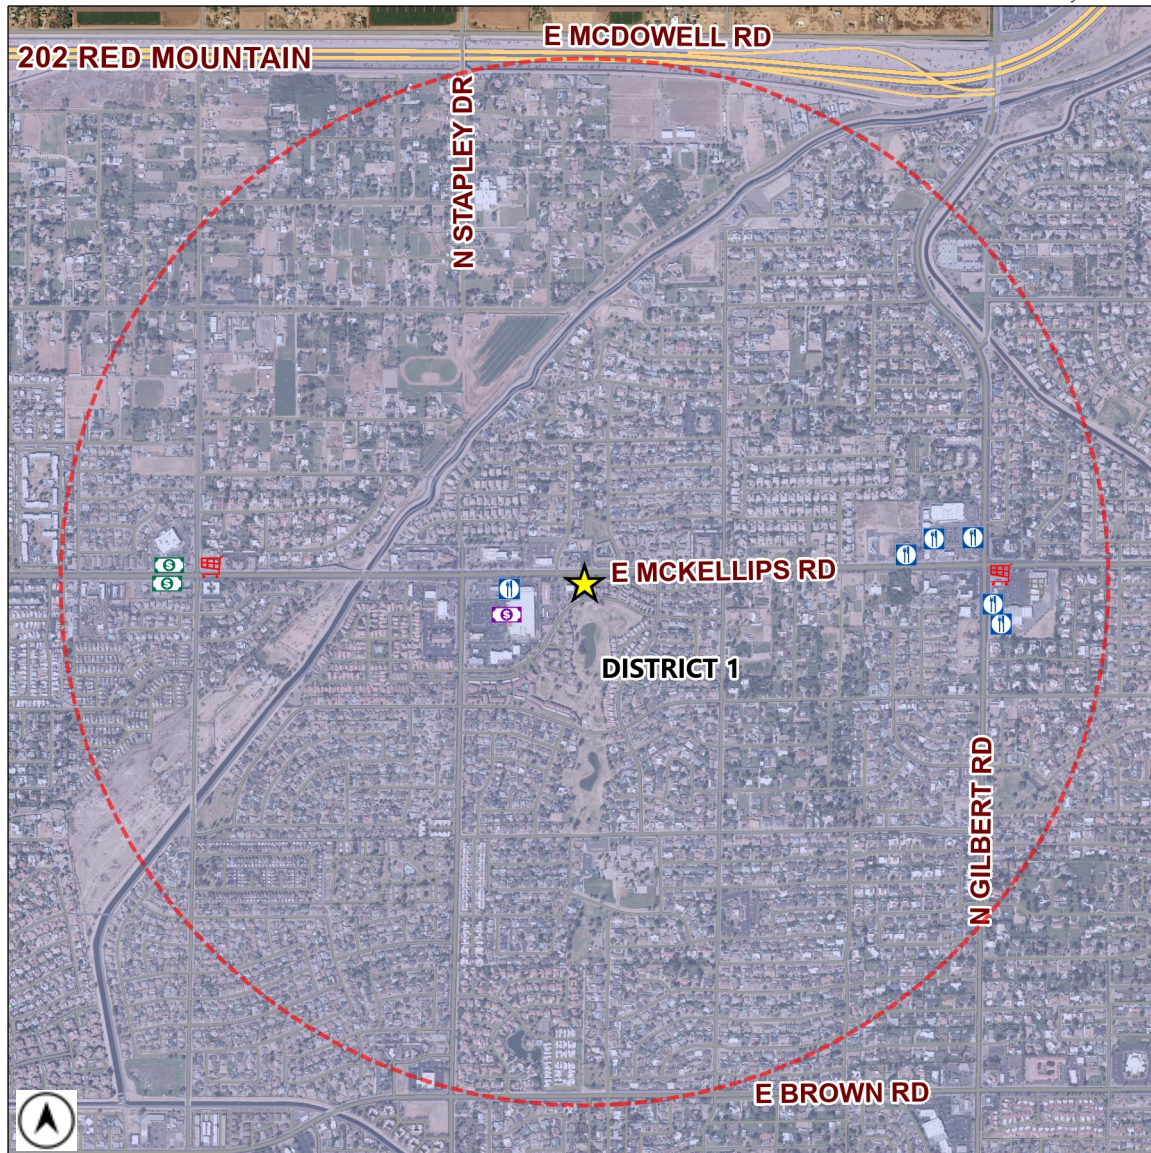 E MCDOWELL RD
202 RED MOUNTAIN
N STAPLEY DR
E MCKELLIPS RD
DISTRICT 1
N GILBERT RD
E BROWN RD